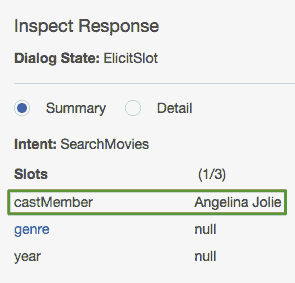 Inspect Response
Dialog State: ElicitSlot
Summary Detail
Intent: SearchMovies
Slots (1/3)
castMember Angelina Jolie
genre null
year null